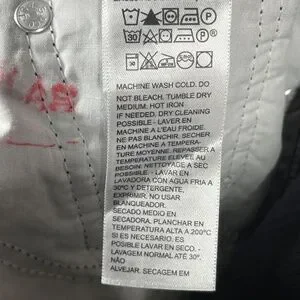 MACHINE WASH COLD. DO
NOT BLEACH. TUMBLE DRY
MEDIUM. HOT IRON
IF NEEDED. DRY CLEANING
POSSIBLE - LAVER EN
MACHINE A L'EAU FROIDE.
NE PAS BLANCHIR. SECHER
EN MACHINE A TEMPERA-
TURE MOYENNE. REPASSER A
TEMPERATURE ELEVEE AU
BESOIN. NETTOYAGE A SEC
POSSIBLE. - LAVAR EN
LAVADORA CON AGUA FRIA A
30ºC Y DETERGENTE.
EXPRIMIR. NO USAR
BLANQUEADOR.
SECADO MEDIO EN
SECADORA. PLANCHAR EN
TEMPERATURA ALTA A 200ºC
SI ES NECESARIO. ES
POSIBLE LAVAR EN SECO. -
LAVAGEM NORMAL ATÉ 30º.
NÃO
ALVEJAR. SECAGEM EM